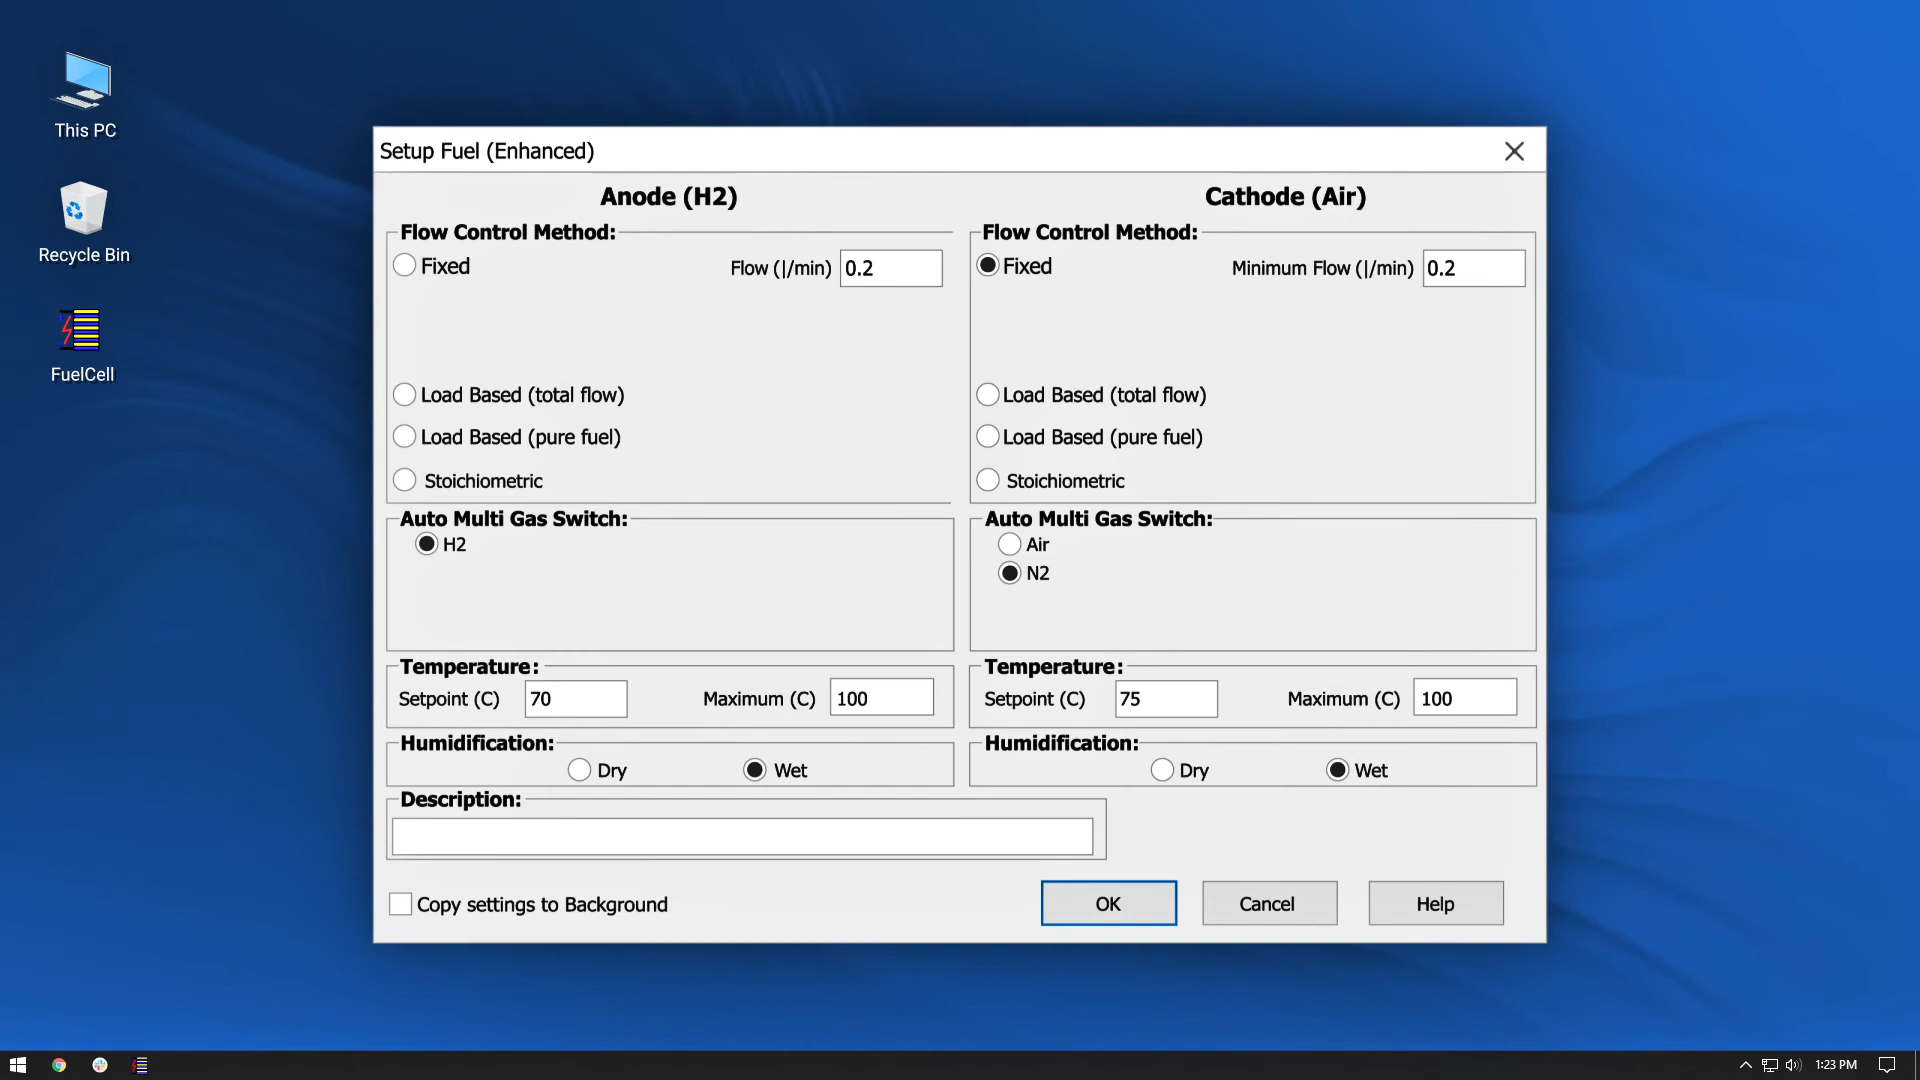 This PC
Recycle Bin
FuelCell
Setup Fuel (Enhanced)
Anode (H2)
Flow Control Method:
Fixed
Flow (|/min) 0.2
Load Based (total flow)
Load Based (pure fuel)
Stoichiometric
Auto Multi Gas Switch:
H2
Temperature:
Setpoint (C) 70
Maximum (C) 100
Humidification:
Dry
Wet
Cathode (Air)
Flow Control Method:
Fixed
Minimum Flow (|/min) 0.2
Load Based (total flow)
Load Based (pure fuel)
Stoichiometric
Auto Multi Gas Switch:
Air
N2
Temperature:
Setpoint (C) 75
Maximum (C) 100
Humidification:
Dry
Wet
Description:
Copy settings to Background
OK
Cancel
Help
1:23 PM